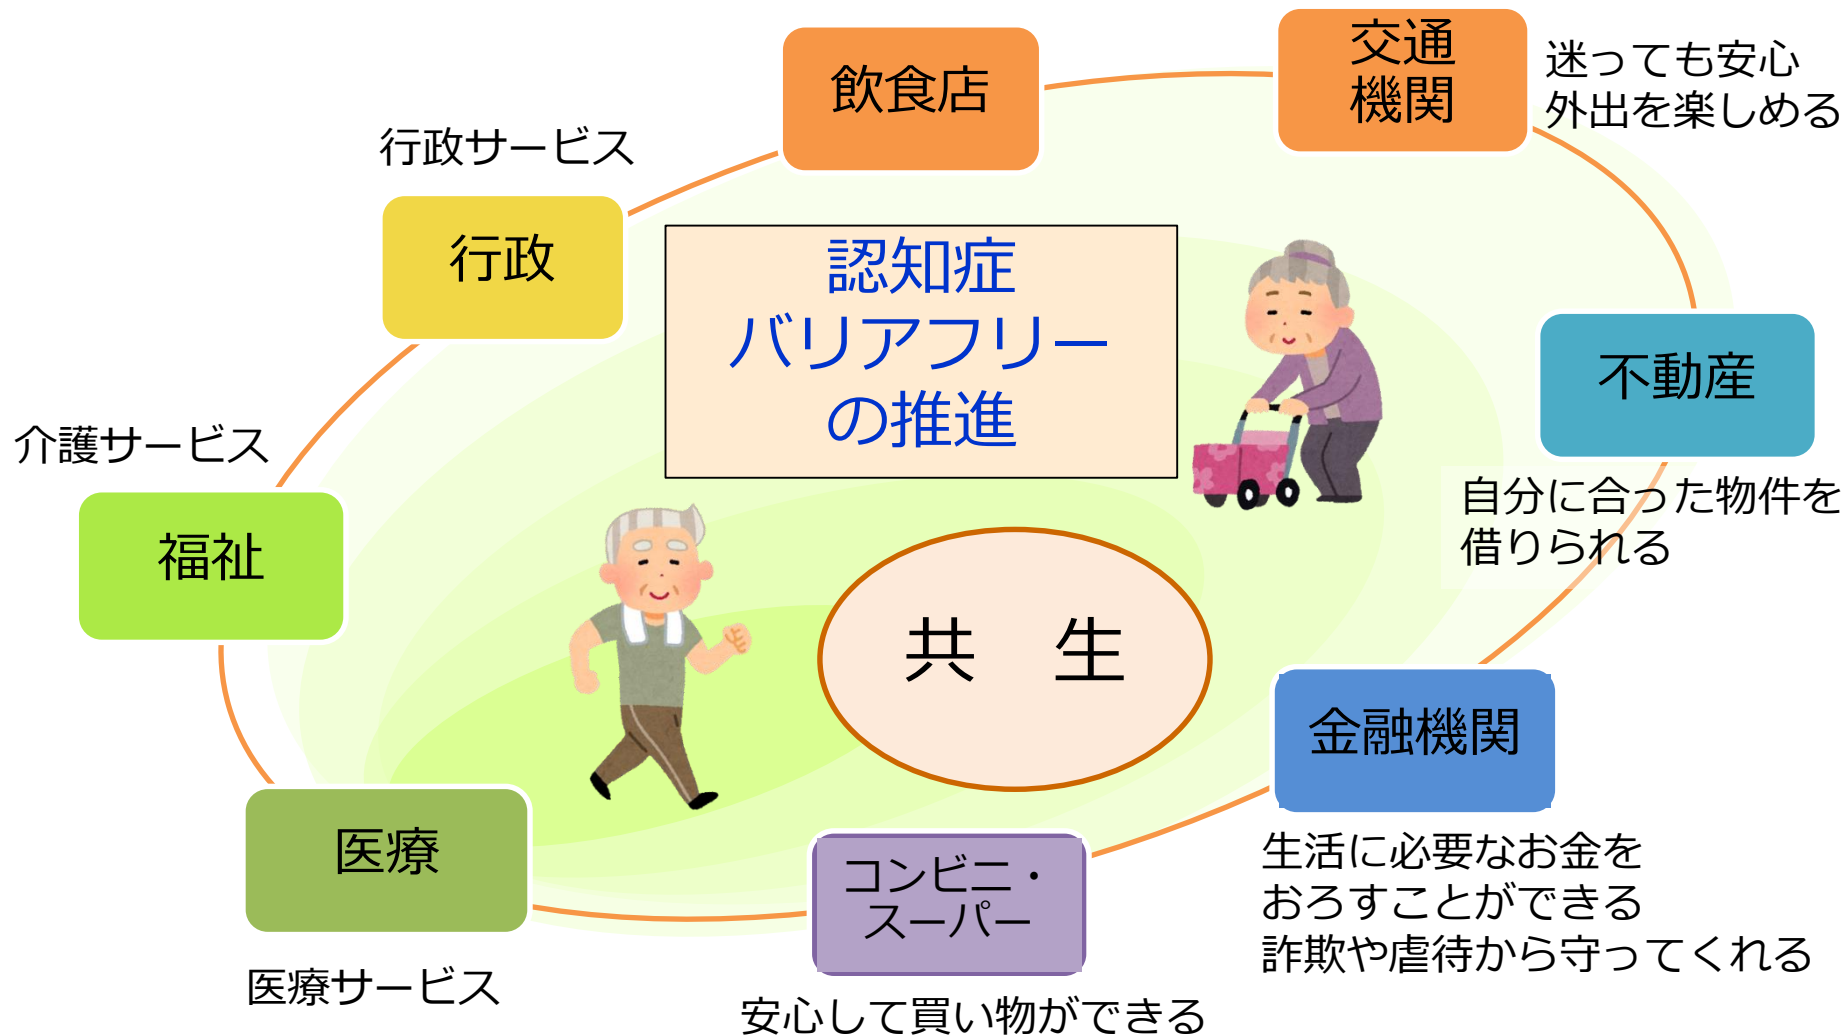 飲食店
交通
機関
迷っても安心
外出を楽しめる
行政サービス
行政
認知症
バリアフリー
の推進
不動産
自分に合った物件を
借りられる
介護サービス
福祉
共　生
金融機関
生活に必要なお金を
おろすことができる
詐欺や虐待から守ってくれる
医療
医療サービス
コンビニ・
スーパー
安心して買い物ができる